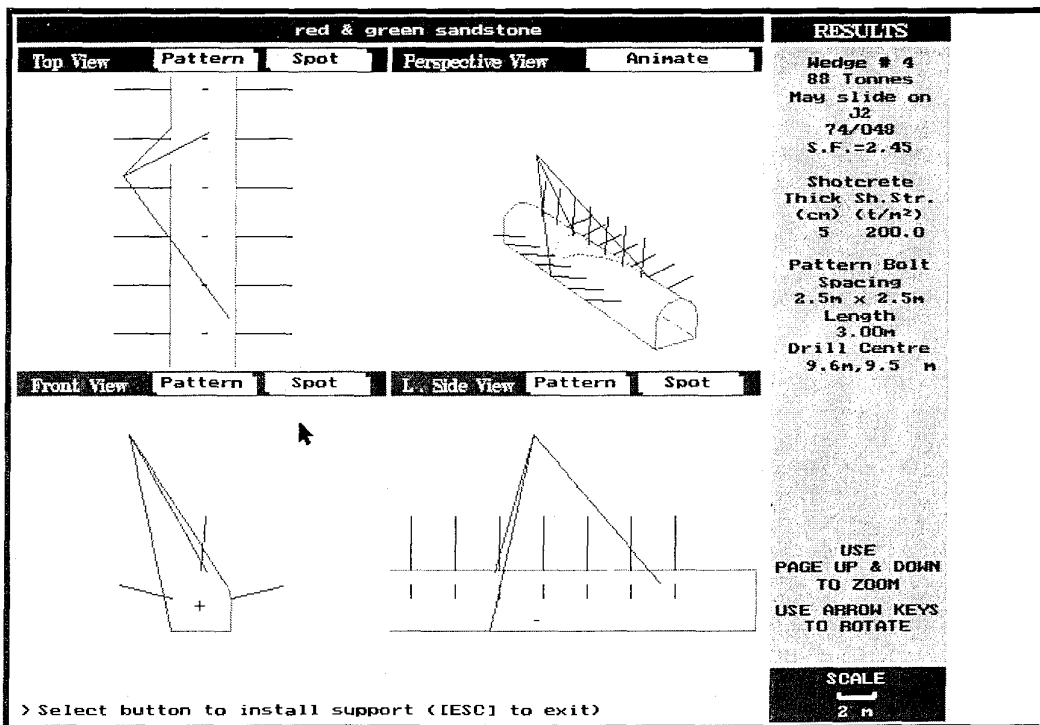 red & green sandstone
Top View Pattern Spot
Perspective View Animate
Front View Pattern Spot
L. Side View Pattern Spot
> Select button to install support ([ESC] to exit)
RESULTS
Wedge # 4
88 Tonnes
May slide on
J2
74/048
S.F.=2.45
Shotcrete
Thick Sh.Str.
(cm) (t/m²)
5 200.0
Pattern Bolt
Spacing
2.5m x 2.5m
Length
3.00m
Drill Centre
9.6m,9.5 m
USE
PAGE UP & DOWN
TO ZOOM
USE ARROW KEYS
TO ROTATE
SCALE
2 m